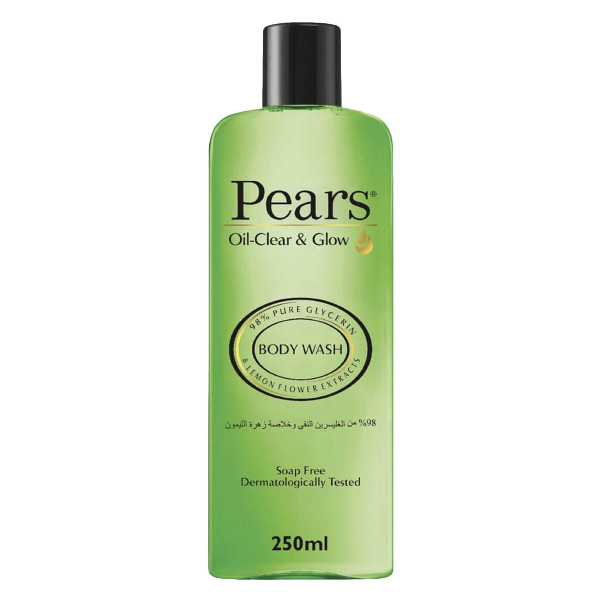 Pears®
Oil-Clear & Glow
98% PURE GLYCERIN
BODY WASH
& LEMON FLOWER EXTRACTS
98% من الغليسرين النقي وخلاصة زهرة الليمون
Soap Free
Dermatologically Tested
250ml